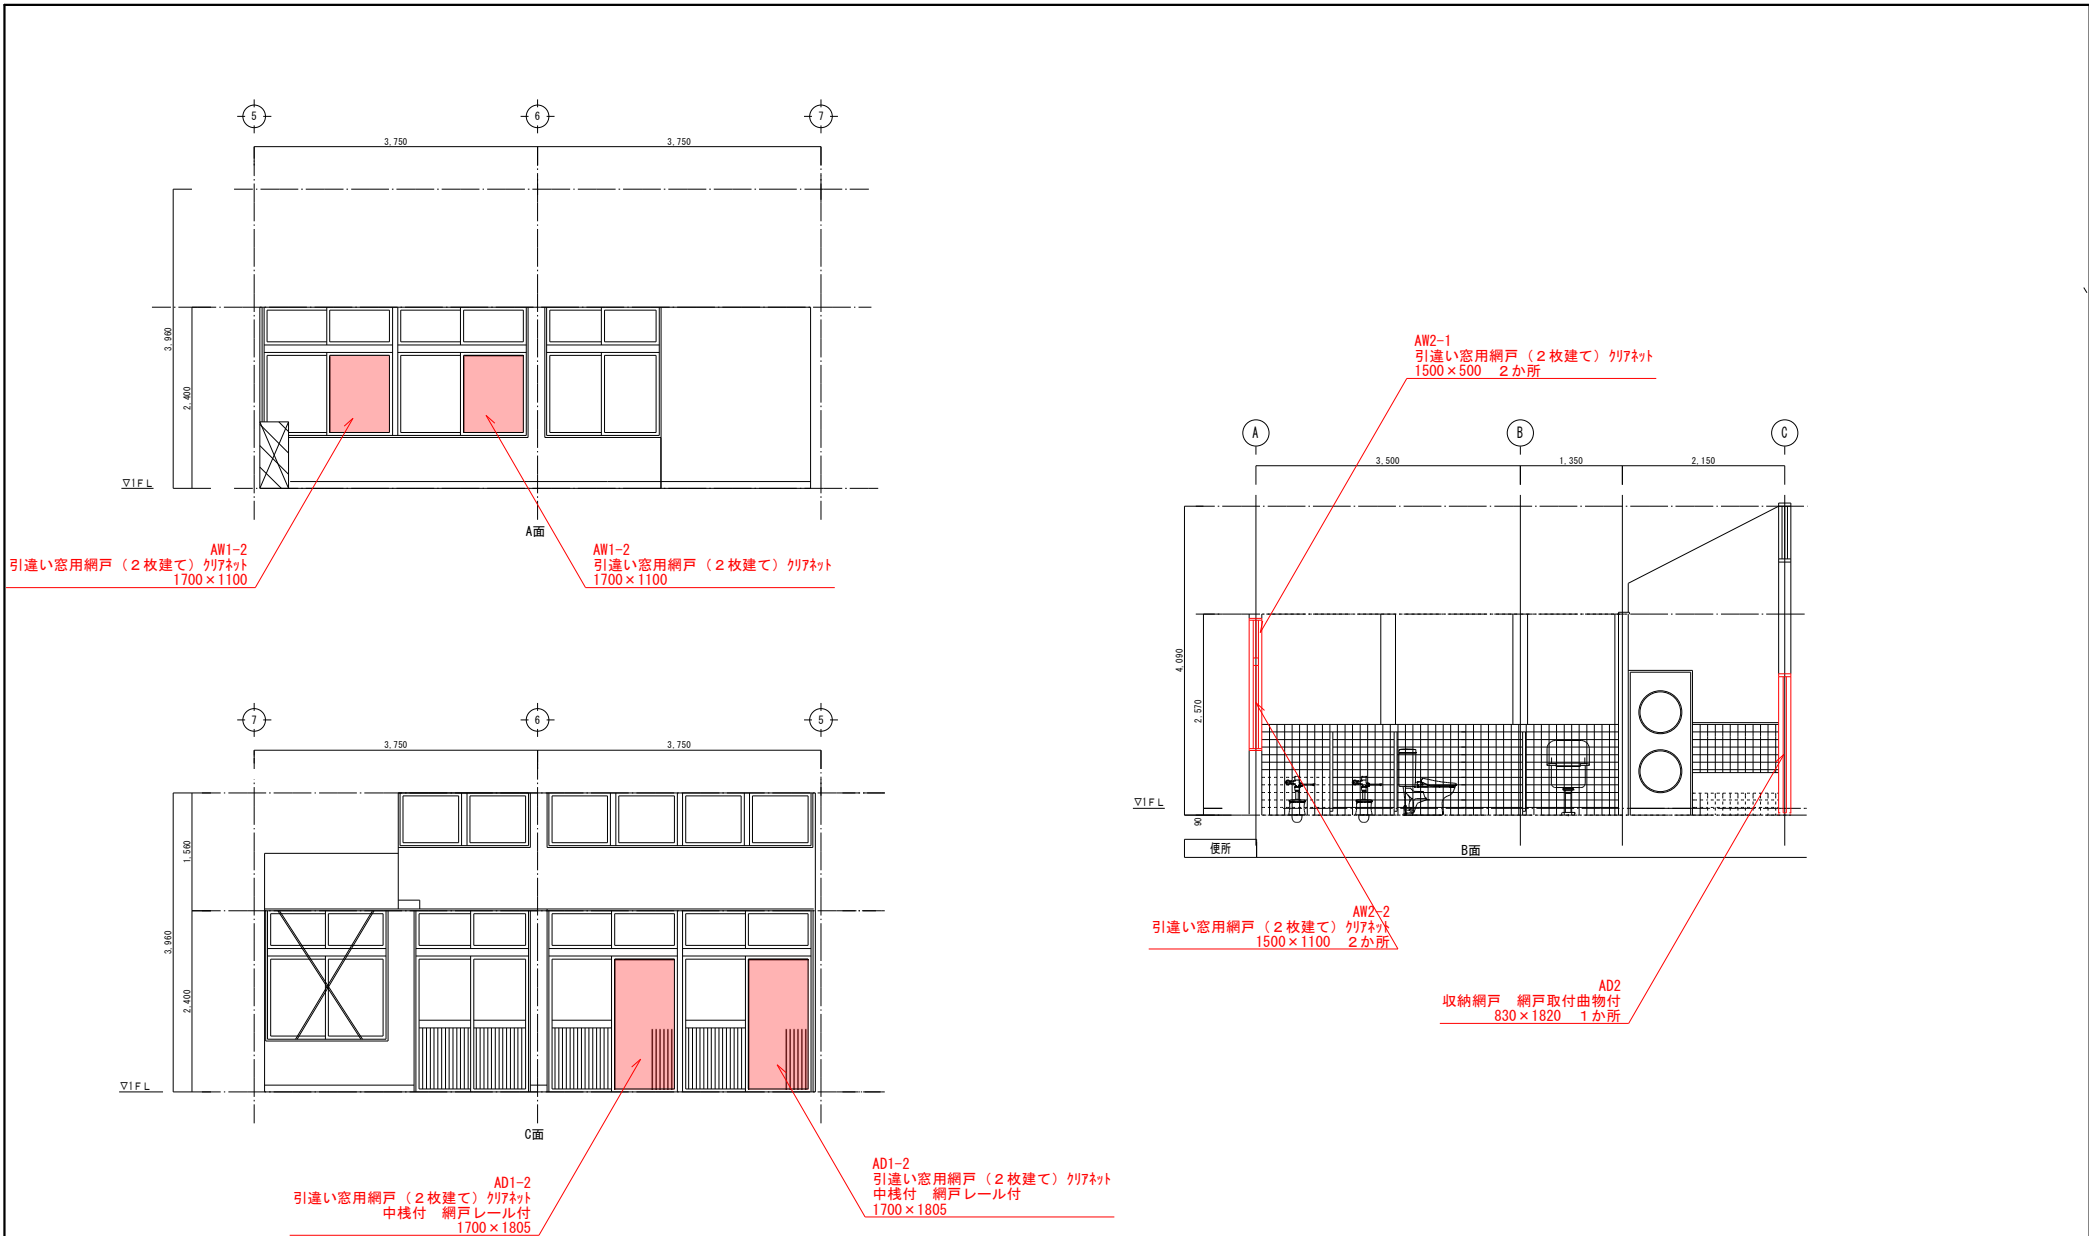 5
6
7
3,750
3,750
3,960
2,400
▽1FL
A面
AW1-2
引違い窓用網戸（２枚建て）ｸﾘｱﾈｯﾄ
1700×1100
AW1-2
引違い窓用網戸（２枚建て）ｸﾘｱﾈｯﾄ
1700×1100
7
6
5
3,750
3,750
1,560
3,960
2,400
▽1FL
C面
AD1-2
引違い窓用網戸（２枚建て）ｸﾘｱﾈｯﾄ
中桟付　網戸レール付
1700×1805
AD1-2
引違い窓用網戸（２枚建て）ｸﾘｱﾈｯﾄ
中桟付　網戸レール付
1700×1805
AW2-1
引違い窓用網戸（２枚建て）ｸﾘｱﾈｯﾄ
1500×500　２か所
A
B
C
3,500
1,350
2,150
4,090
2,570
▽1FL
90
便所
B面
AW2-2
引違い窓用網戸（２枚建て）ｸﾘｱﾈｯﾄ
1500×1100　２か所
AD2
収納網戸　網戸取付曲物付
830×1820　１か所